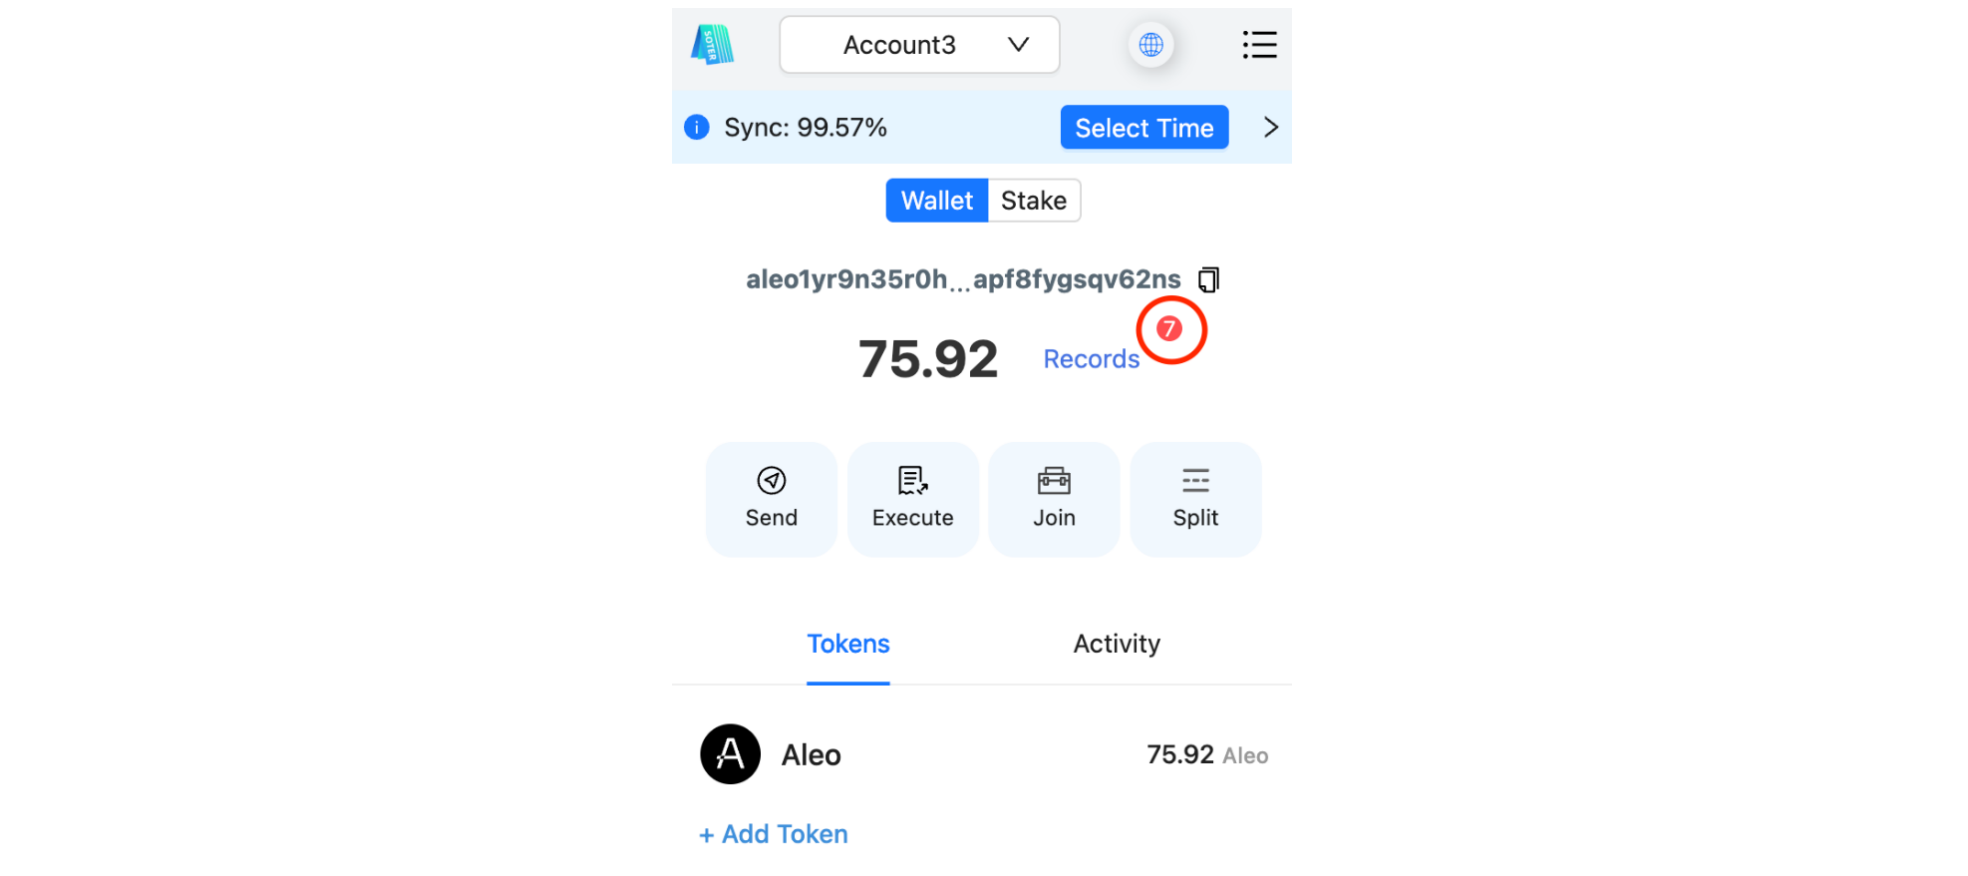 SOTER
Account3
Sync: 99.57%
Select Time
Wallet
Stake
aleo1yr9n35r0h...apf8fygsqv62ns
7
75.92
Records
Send
Execute
Join
Split
Tokens
Activity
Aleo
75.92 Aleo
+ Add Token